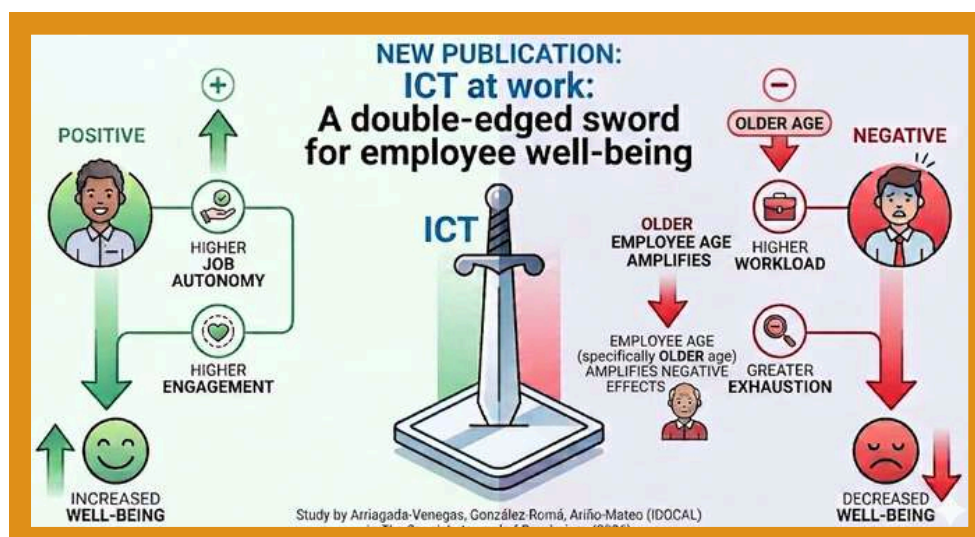 NEW PUBLICATION:
ICT at work:
A double-edged sword
for employee well-being
POSITIVE
HIGHER
JOB
AUTONOMY
HIGHER
ENGAGEMENT
INCREASED
WELL-BEING
ICT
OLDER
EMPLOYEE AGE
AMPLIFIES
EMPLOYEE AGE
(specifically OLDER age)
AMPLIFIES NEGATIVE
EFFECTS
OLDER AGE
NEGATIVE
HIGHER
WORKLOAD
GREATER
EXHAUSTION
DECREASED
WELL-BEING
Study by Arriagada-Venegas, González-Romá, Ariño-Mateo (IDOCAL)